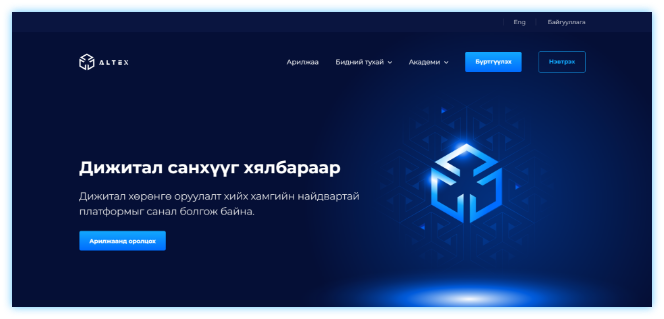 Eng
Байгууллага
ALTEX
Арилжаа
Бидний тухай
Академи
Бүртгүүлэх
Нэвтрэх
Дижитал санхүүг хялбараар
Дижитал хөрөнгө оруулалт хийх хамгийн найдвартай
платформыг санал болгож байна.
Арилжаанд оролцох